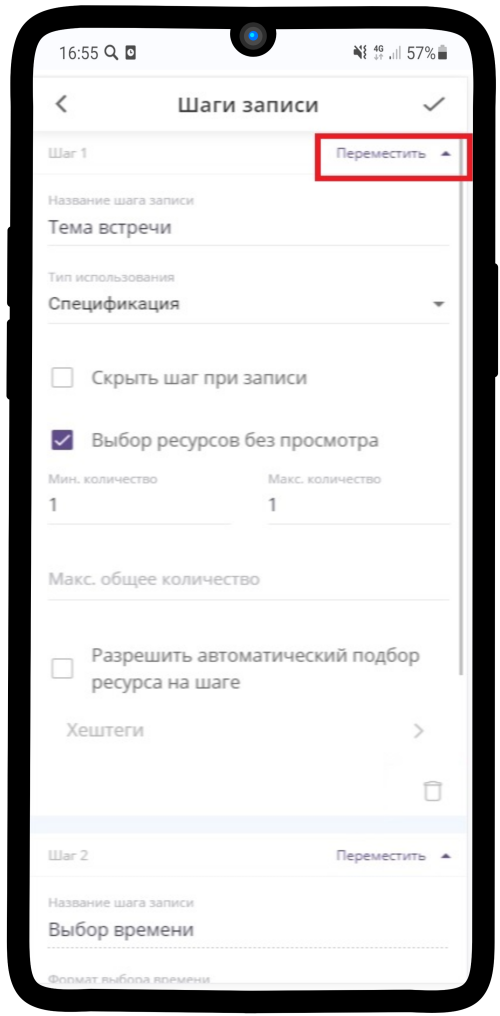 16:55 4G 57%
Шаги записи
Шаг 1 Переместить
Название шага записи
Тема встречи
Тип использования
Спецификация
Скрыть шаг при записи
Выбор ресурсов без просмотра
Мин. количество Макс. количество
1 1
Макс. общее количество
Разрешить автоматический подбор
ресурса на шаге
Хештеги
Шаг 2 Переместить
Название шага записи
Выбор времени
Формат выбора времени